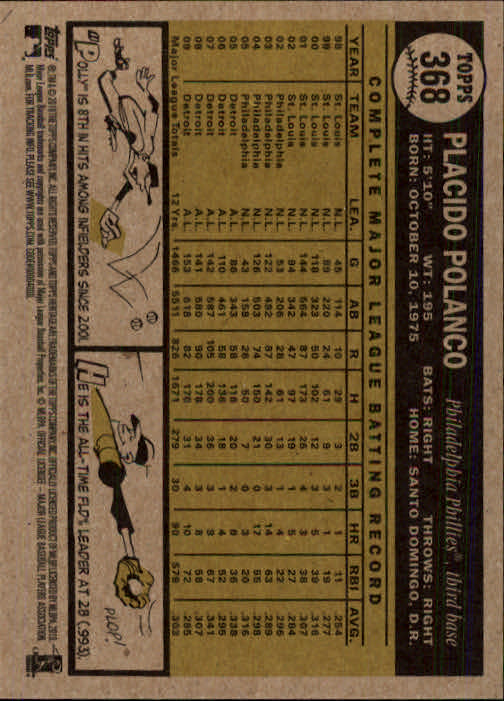 TOPPS
368
PLACIDO POLANCO
Philadelphia Phillies® third base
HT: 5'10" WT: 195 BATS: RIGHT THROWS: RIGHT
BORN: OCTOBER 10, 1975 HOME: SANTO DOMINGO, D.R.
COMPLETE MAJOR LEAGUE BATTING RECORD
YEAR TEAM LEA. G AB R H 2B 3B HR RBI AVG.
98 St. Louis N.L. 45 114 10 29 3 2 1 11 .254
99 St. Louis N.L. 89 220 24 61 9 3 1 19 .277
00 St. Louis N.L. 118 323 50 102 12 3 5 39 .316
01 St. Louis N.L. 144 564 87 173 26 4 3 38 .307
02 St. Louis N.L. 94 342 47 97 19 1 5 27 .284
02 Philadelphia N.L. 53 206 28 61 13 1 4 22 .296
03 Philadelphia N.L. 122 492 87 142 30 3 14 63 .289
04 Philadelphia N.L. 126 503 74 150 21 0 17 55 .298
05 Philadelphia N.L. 43 158 26 50 7 0 3 20 .316
05 Detroit A.L. 86 343 58 116 20 2 6 36 .338
06 Detroit A.L. 110 461 58 136 18 1 4 52 .295
07 Detroit A.L. 142 587 105 200 36 3 9 67 .341
08 Detroit A.L. 141 580 90 178 34 3 8 58 .307
09 Detroit A.L. 153 618 82 176 31 4 10 72 .285
Major League Totals 12 Yrs. 1466 5511 826 1671 279 30 90 579 .303
"POLLY" IS 8TH IN HITS AMONG INFIELDERS SINCE 2001.
HE IS THE ALL-TIME FLD'G LEADER AT 2B (.993).
PLOP!
TOPPS